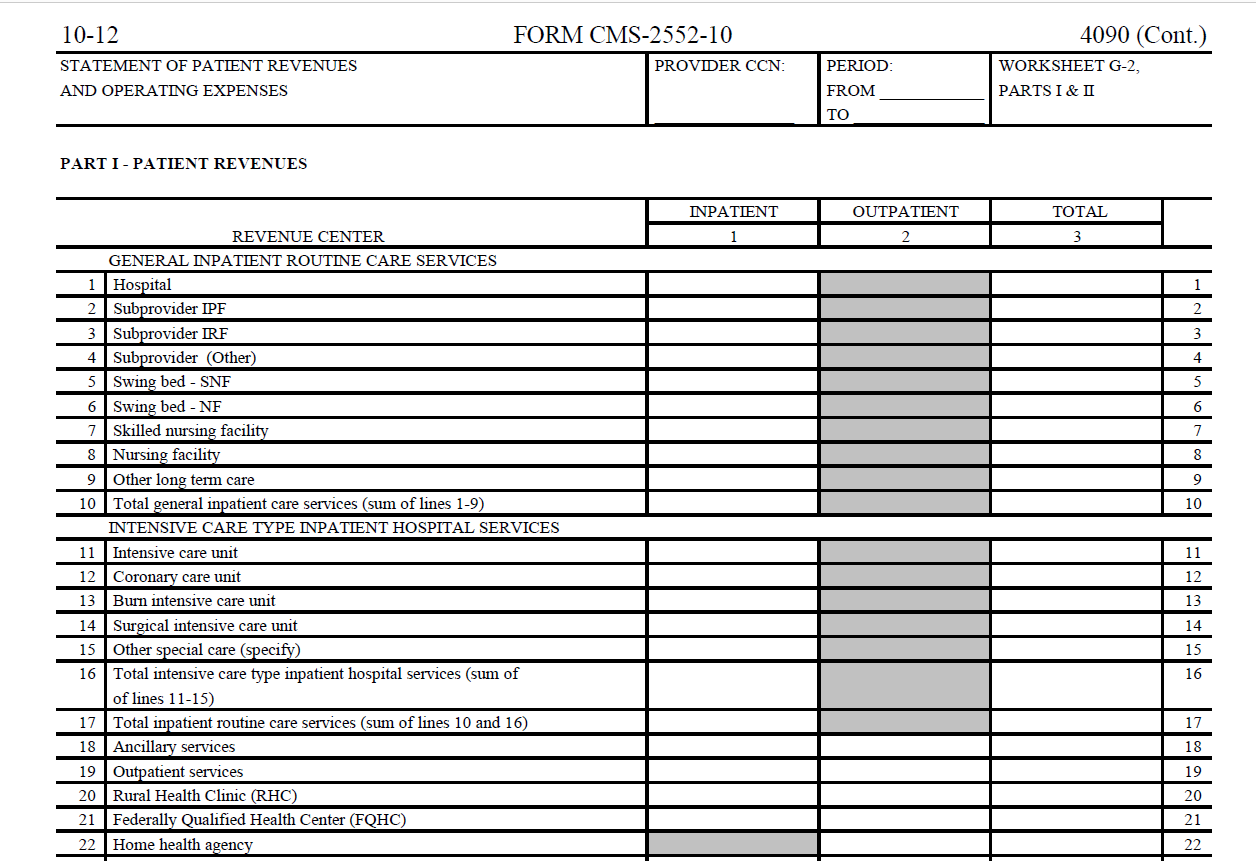 10-12 FORM CMS-2552-10 4090 (Cont.)
STATEMENT OF PATIENT REVENUES PROVIDER CCN: PERIOD: WORKSHEET G-2,
AND OPERATING EXPENSES FROM PARTS I & II
TO
PART I - PATIENT REVENUES
INPATIENT OUTPATIENT TOTAL
REVENUE CENTER 1 2 3
GENERAL INPATIENT ROUTINE CARE SERVICES
1 Hospital 1
2 Subprovider IPF 2
3 Subprovider IRF 3
4 Subprovider (Other) 4
5 Swing bed - SNF 5
6 Swing bed - NF 6
7 Skilled nursing facility 7
8 Nursing facility 8
9 Other long term care 9
10 Total general inpatient care services (sum of lines 1-9) 10
INTENSIVE CARE TYPE INPATIENT HOSPITAL SERVICES
11 Intensive care unit 11
12 Coronary care unit 12
13 Burn intensive care unit 13
14 Surgical intensive care unit 14
15 Other special care (specify) 15
16 Total intensive care type inpatient hospital services (sum of 16
of lines 11-15)
17 Total inpatient routine care services (sum of lines 10 and 16) 17
18 Ancillary services 18
19 Outpatient services 19
20 Rural Health Clinic (RHC) 20
21 Federally Qualified Health Center (FQHC) 21
22 Home health agency 22